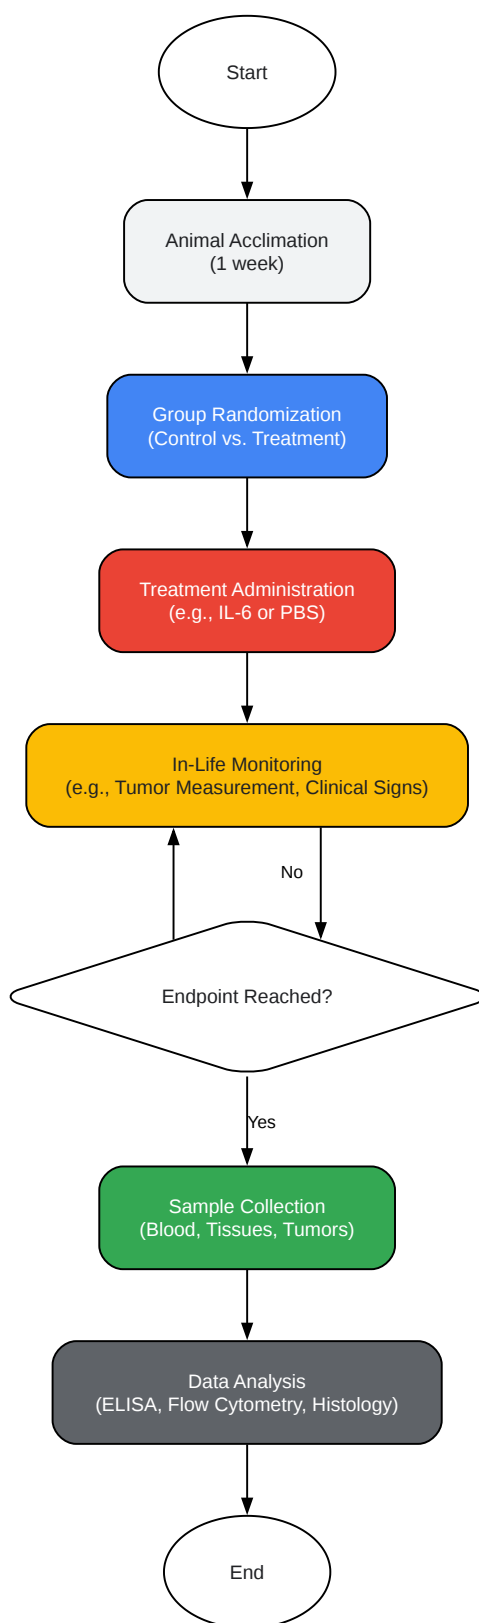 Start
Animal Acclimation
(1 week)
Group Randomization
(Control vs. Treatment)
Treatment Administration
(e.g., IL-6 or PBS)
In-Life Monitoring
(e.g., Tumor Measurement, Clinical Signs)
No
Endpoint Reached?
Yes
Sample Collection
(Blood, Tissues, Tumors)
Data Analysis
(ELISA, Flow Cytometry, Histology)
End